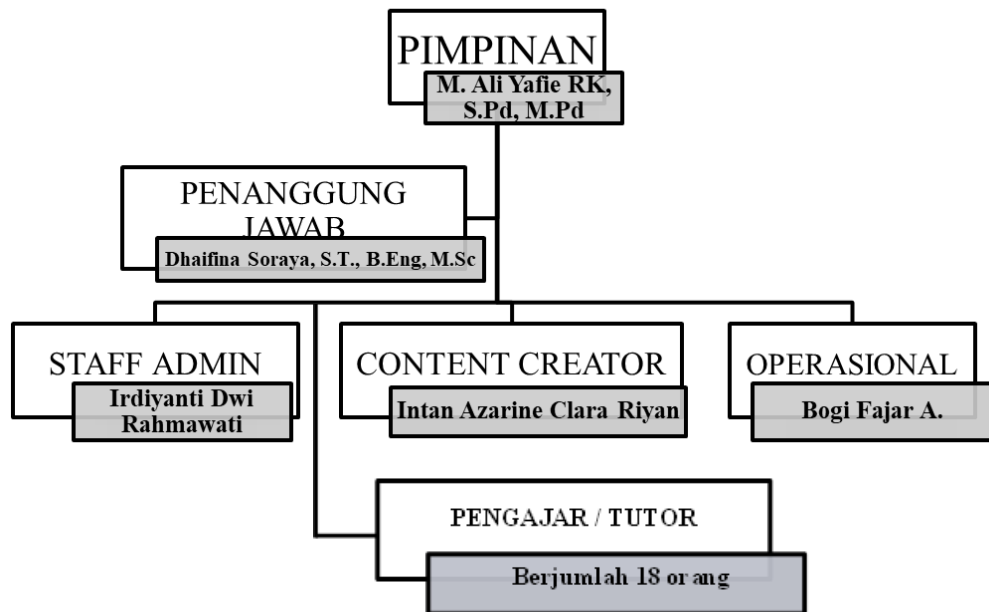 PIMPINAN
M. Ali Yafie RK,
S.Pd, M.Pd
PENANGGUNG
JAWAB
Dhaifina Soraya, S.T., B.Eng, M.Sc
STAFF ADMIN
Irdiyanti Dwi
Rahmawati
CONTENT CREATOR
Intan Azarine Clara Riyan
OPERASIONAL
Bogi Fajar A.
PENGAJAR / TUTOR
Berjumlah 18 orang